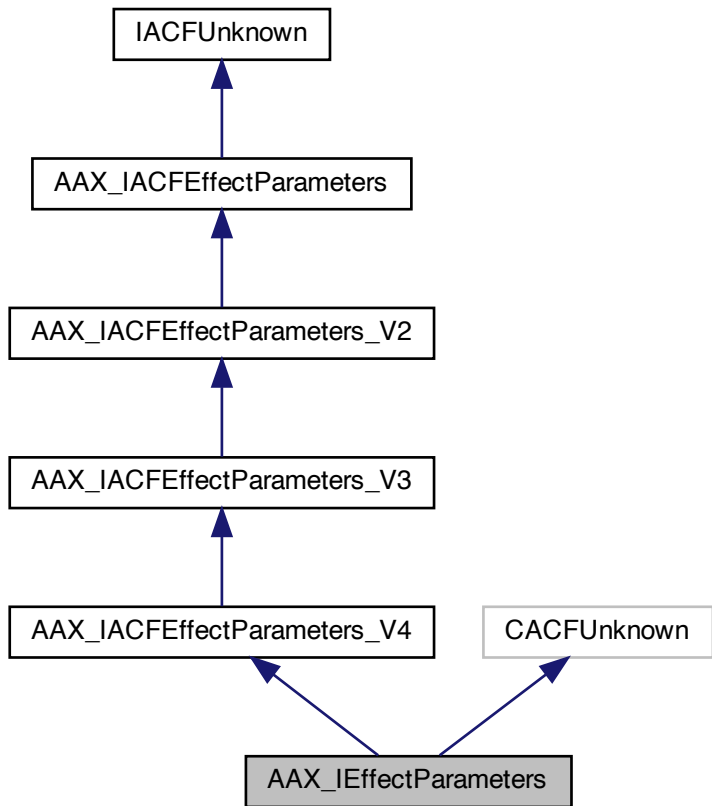 IACFUnknown
AAX_IACFEffectParameters
AAX_IACFEffectParameters_V2
AAX_IACFEffectParameters_V3
AAX_IACFEffectParameters_V4
CACFUnknown
AAX_IEffectParameters